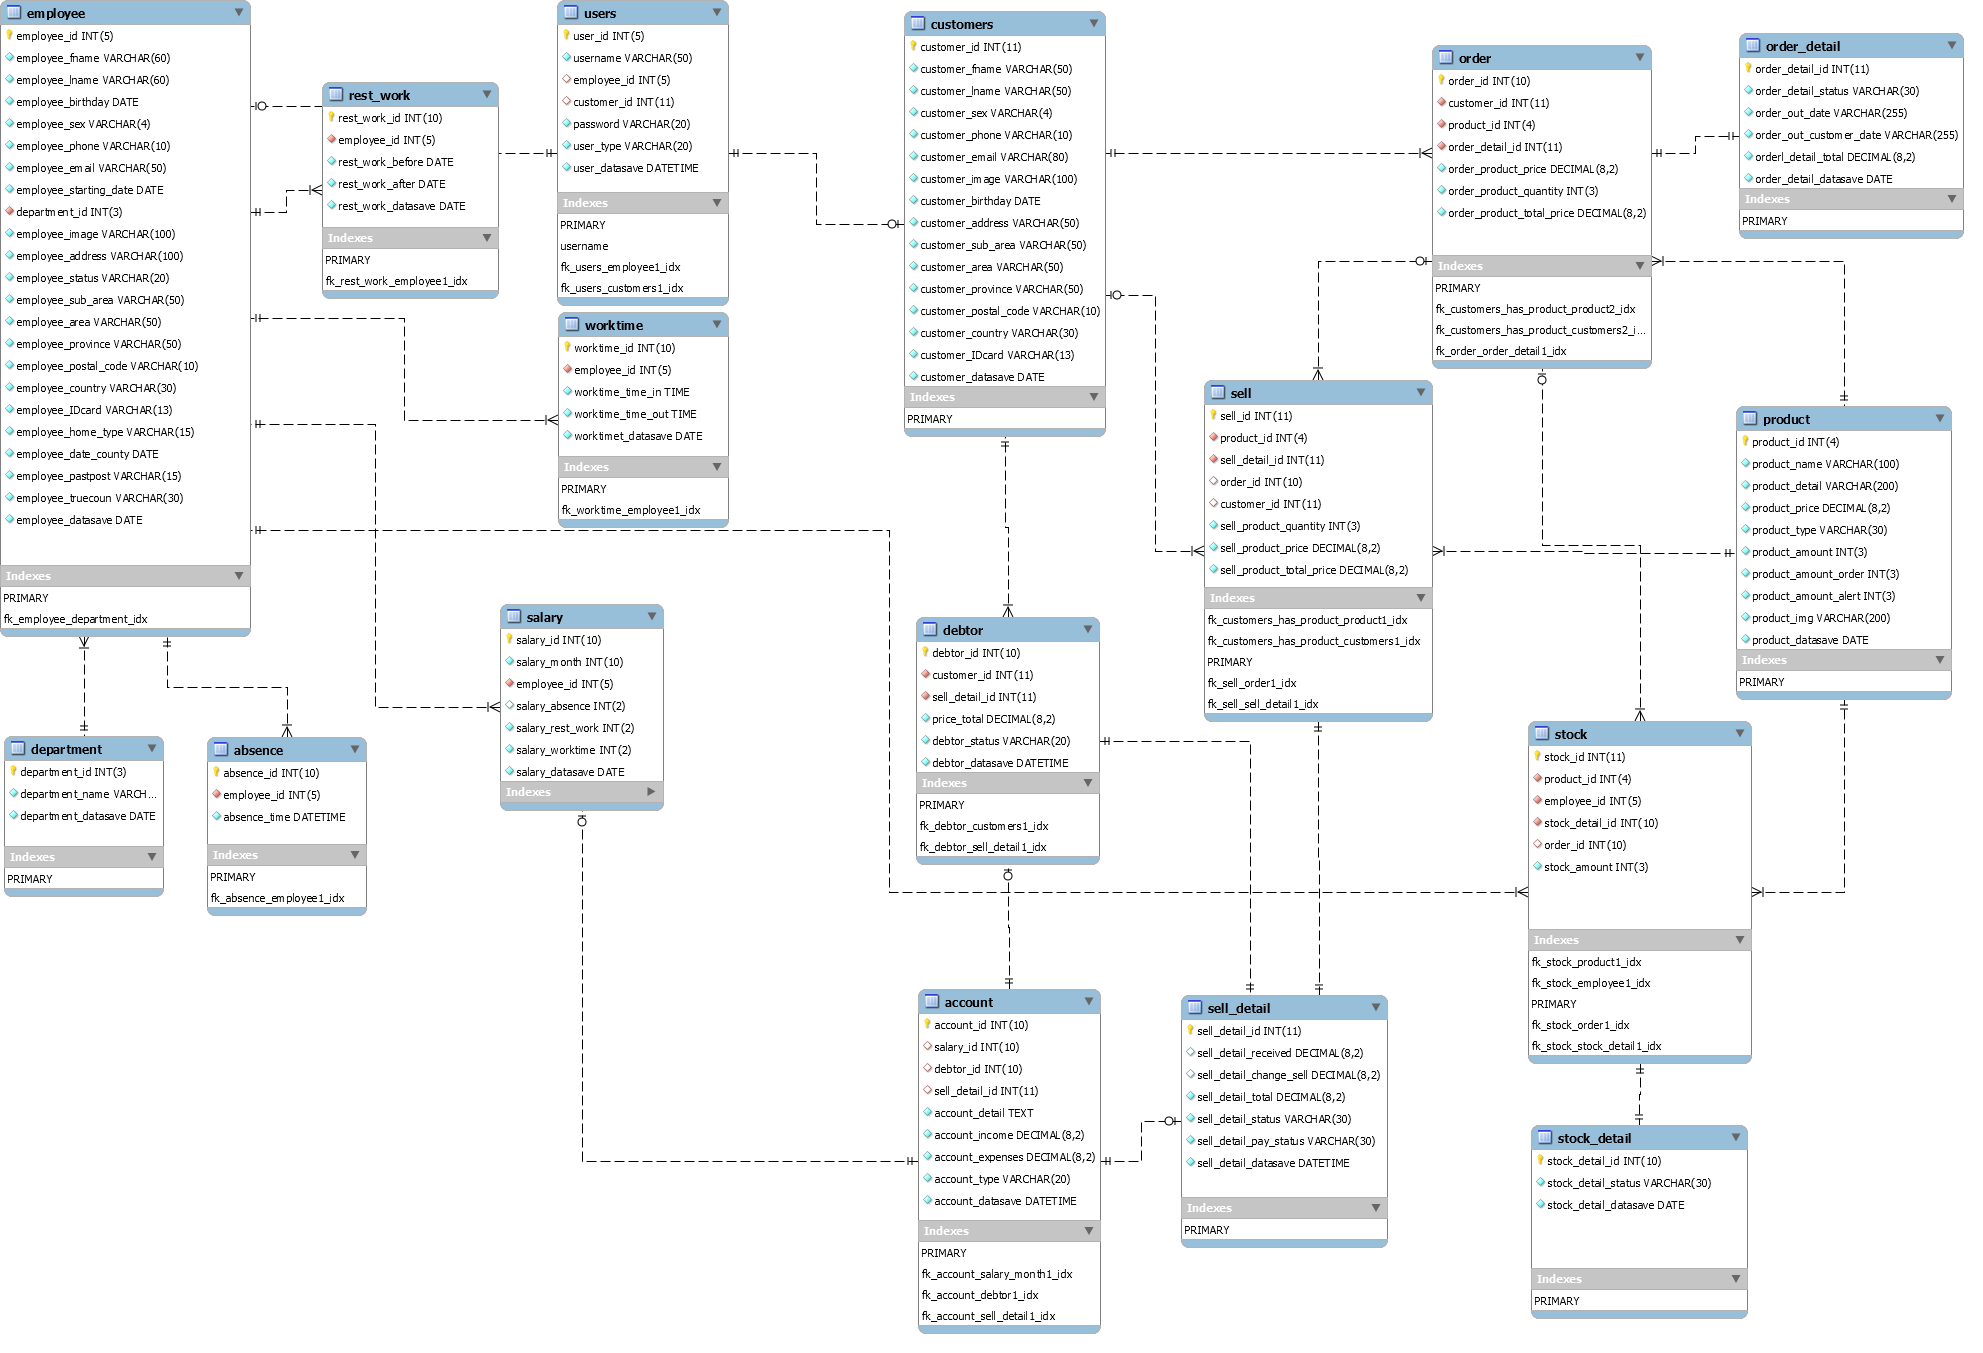 employee
employee_id INT(5)
employee_fname VARCHAR(60)
employee_lname VARCHAR(60)
employee_birthday DATE
employee_sex VARCHAR(4)
employee_phone VARCHAR(10)
employee_email VARCHAR(50)
employee_starting_date DATE
department_id INT(3)
employee_image VARCHAR(100)
employee_address VARCHAR(100)
employee_status VARCHAR(20)
employee_sub_area VARCHAR(50)
employee_area VARCHAR(50)
employee_province VARCHAR(50)
employee_postal_code VARCHAR(10)
employee_country VARCHAR(30)
employee_IDcard VARCHAR(13)
employee_home_type VARCHAR(15)
employee_date_county DATE
employee_pastpost VARCHAR(15)
employee_truecoun VARCHAR(30)
employee_datasave DATE
Indexes
PRIMARY
fk_employee_department_idx
rest_work
rest_work_id INT(10)
employee_id INT(5)
rest_work_before DATE
rest_work_after DATE
rest_work_datasave DATE
Indexes
PRIMARY
fk_rest_work_employee1_idx
users
user_id INT(5)
username VARCHAR(50)
employee_id INT(5)
customer_id INT(11)
password VARCHAR(20)
user_type VARCHAR(20)
user_datasave DATETIME
Indexes
PRIMARY
username
fk_users_employee1_idx
fk_users_customers1_idx
worktime
worktime_id INT(10)
employee_id INT(5)
worktime_time_in TIME
worktime_time_out TIME
worktimet_datasave DATE
Indexes
PRIMARY
fk_worktime_employee1_idx
customers
customer_id INT(11)
customer_fname VARCHAR(50)
customer_lname VARCHAR(50)
customer_sex VARCHAR(4)
customer_phone VARCHAR(10)
customer_email VARCHAR(80)
customer_image VARCHAR(100)
customer_birthday DATE
customer_address VARCHAR(50)
customer_sub_area VARCHAR(50)
customer_area VARCHAR(50)
customer_province VARCHAR(50)
customer_postal_code VARCHAR(10)
customer_country VARCHAR(30)
customer_IDcard VARCHAR(13)
customer_datasave DATE
Indexes
PRIMARY
order
order_id INT(10)
customer_id INT(11)
product_id INT(4)
order_detail_id INT(11)
order_product_price DECIMAL(8,2)
order_product_quantity INT(3)
order_product_total_price DECIMAL(8,2)
Indexes
PRIMARY
fk_customers_has_product_product2_idx
fk_customers_has_product_customers2_i...
fk_order_order_detail1_idx
order_detail
order_detail_id INT(11)
order_detail_status VARCHAR(30)
order_out_date VARCHAR(255)
order_out_customer_date VARCHAR(255)
orderl_detail_total DECIMAL(8,2)
order_detail_datasave DATE
Indexes
PRIMARY
sell
sell_id INT(11)
product_id INT(4)
sell_detail_id INT(11)
order_id INT(10)
customer_id INT(11)
sell_product_quantity INT(3)
sell_product_price DECIMAL(8,2)
sell_product_total_price DECIMAL(8,2)
Indexes
fk_customers_has_product_product1_idx
fk_customers_has_product_customers1_idx
PRIMARY
fk_sell_order1_idx
fk_sell_sell_detail1_idx
product
product_id INT(4)
product_name VARCHAR(100)
product_detail VARCHAR(200)
product_price DECIMAL(8,2)
product_type VARCHAR(30)
product_amount INT(3)
product_amount_order INT(3)
product_amount_alert INT(3)
product_img VARCHAR(200)
product_datasave DATE
Indexes
PRIMARY
department
department_id INT(3)
department_name VARCH...
department_datasave DATE
Indexes
PRIMARY
absence
absence_id INT(10)
employee_id INT(5)
absence_time DATETIME
Indexes
PRIMARY
fk_absence_employee1_idx
salary
salary_id INT(10)
salary_month INT(10)
employee_id INT(5)
salary_absence INT(2)
salary_rest_work INT(2)
salary_worktime INT(2)
salary_datasave DATE
Indexes
debtor
debtor_id INT(10)
customer_id INT(11)
sell_detail_id INT(11)
price_total DECIMAL(8,2)
debtor_status VARCHAR(20)
debtor_datasave DATETIME
Indexes
PRIMARY
fk_debtor_customers1_idx
fk_debtor_sell_detail1_idx
stock
stock_id INT(11)
product_id INT(4)
employee_id INT(5)
stock_detail_id INT(10)
order_id INT(10)
stock_amount INT(3)
Indexes
fk_stock_product1_idx
fk_stock_employee1_idx
PRIMARY
fk_stock_order1_idx
fk_stock_stock_detail1_idx
account
account_id INT(10)
salary_id INT(10)
debtor_id INT(10)
sell_detail_id INT(11)
account_detail TEXT
account_income DECIMAL(8,2)
account_expenses DECIMAL(8,2)
account_type VARCHAR(20)
account_datasave DATETIME
Indexes
PRIMARY
fk_account_salary_month1_idx
fk_account_debtor1_idx
fk_account_sell_detail1_idx
sell_detail
sell_detail_id INT(11)
sell_detail_received DECIMAL(8,2)
sell_detail_change_sell DECIMAL(8,2)
sell_detail_total DECIMAL(8,2)
sell_detail_status VARCHAR(30)
sell_detail_pay_status VARCHAR(30)
sell_detail_datasave DATETIME
Indexes
PRIMARY
stock_detail
stock_detail_id INT(10)
stock_detail_status VARCHAR(30)
stock_detail_datasave DATE
Indexes
PRIMARY